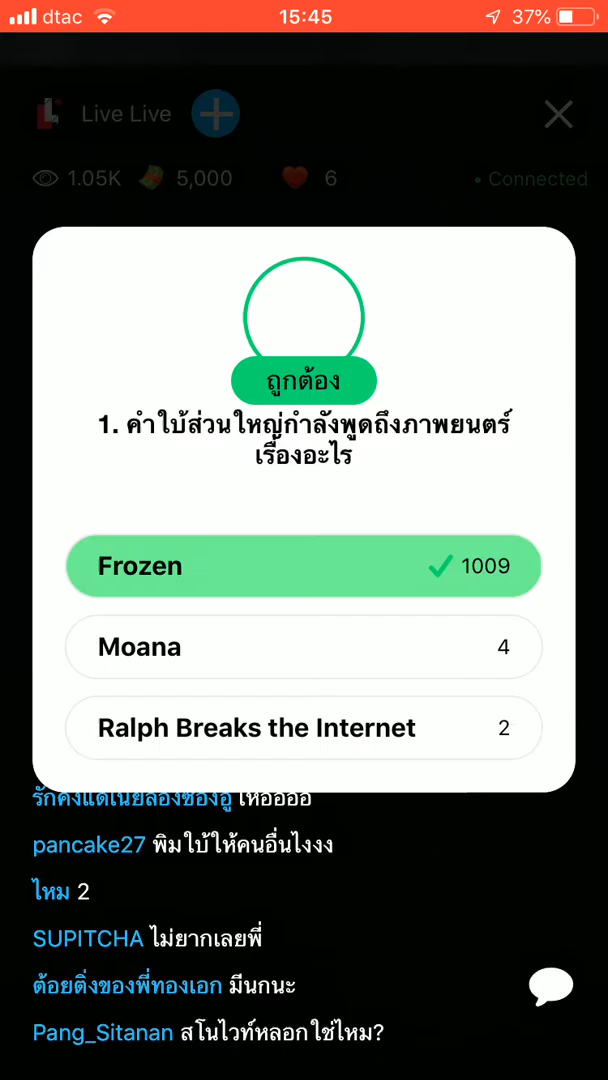 dtac 15:45 37%
Live Live
1.05K 5,000 6 • Connected
ถูกต้อง
1. คำใบ้ส่วนใหญ่กำลังพูดถึงภาพยนตร์
เรื่องอะไร
Frozen 1009
Moana 4
Ralph Breaks the Internet 2
pancake27 พิมใบ้ให้คนอื่นไงงง
ไหม 2
SUPITCHA ไม่ยากเลยพี่
ต้อยติ่งของพี่ทองเอก มีนกนะ
Pang_Sitanan สโนไวท์หลอกใช่ไหม?